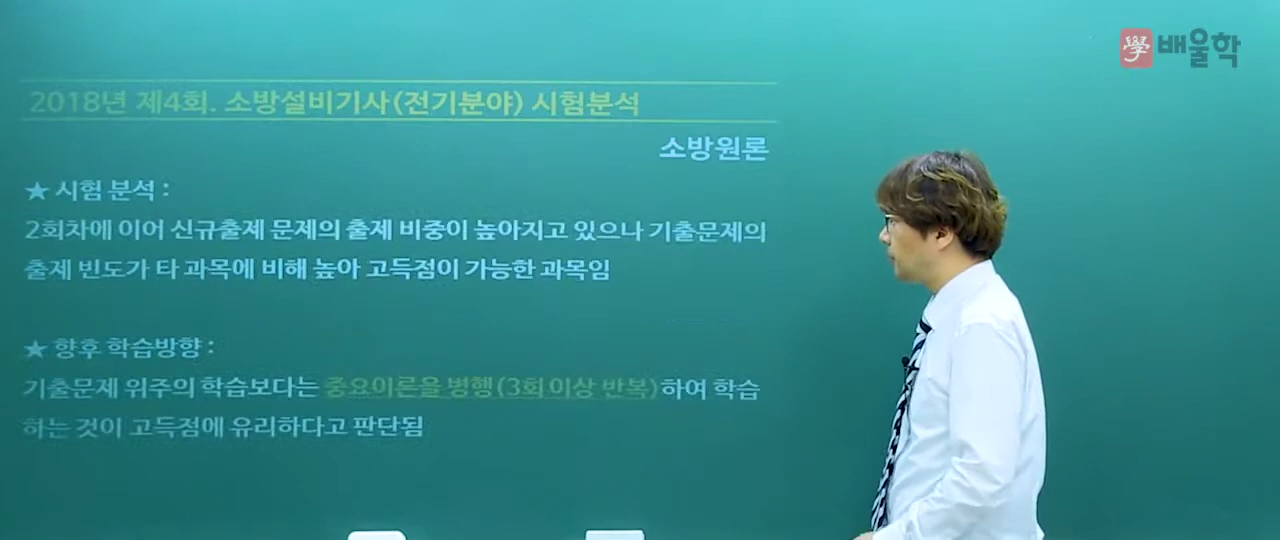 學 배울학
2018년 제4회. 소방설비기사(전기분야) 시험분석
소방원론
★ 시험 분석 :
2회차에 이어 신규출제 문제의 출제 비중이 높아지고 있으나 기출문제의
출제 빈도가 타 과목에 비해 높아 고득점이 가능한 과목임
★ 향후 학습방향 :
기출문제 위주의 학습보다는 중요이론을 병행(3회 이상 반복)하여 학습
하는 것이 고득점에 유리하다고 판단됨